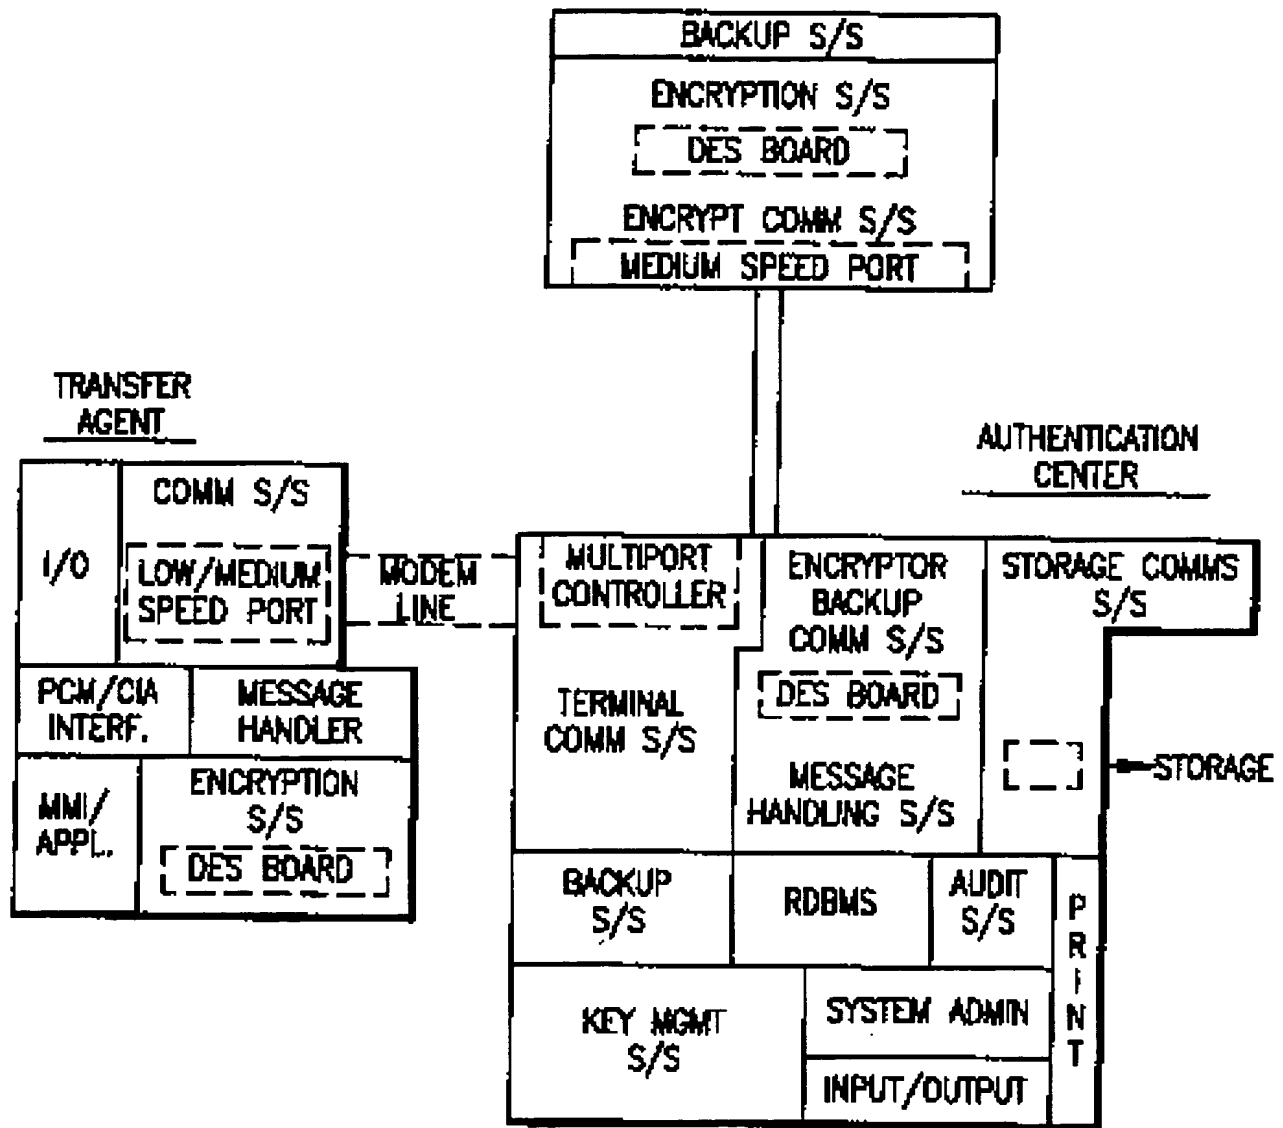 BACKUP S/S
ENCRYPTION S/S
DES BOARD
ENCRYPT COMM S/S
MEDIUM SPEED PORT
TRANSFER
AGENT
I/O
COMM S/S
LOW/MEDIUM
SPEED PORT
MODEM
LINE
PCM/CIA
INTERF.
MESSAGE
HANDLER
MMI/
APPL.
ENCRYPTION
S/S
DES BOARD
AUTHENTICATION
CENTER
MULTIPORT
CONTROLLER
TERMINAL
COMM S/S
ENCRYPTOR
BACKUP
COMM S/S
DES BOARD
MESSAGE
HANDLING S/S
STORAGE COMMS
S/S
STORAGE
BACKUP
S/S
RDBMS
AUDIT
S/S
PRINT
KEY MGMT
S/S
SYSTEM ADMIN
INPUT/OUTPUT